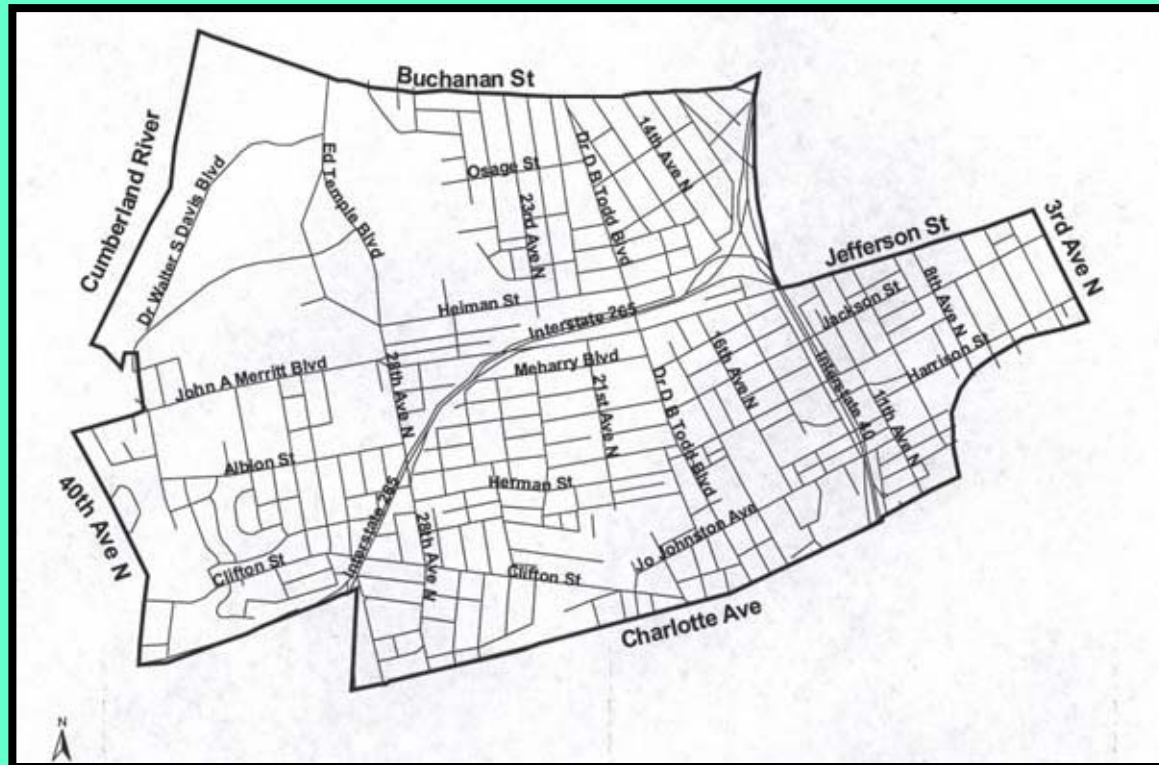 Buchanan St
Cumberland River
Dr Walter S Davis Blvd
Ed Temple Blvd
Osage St
23rd Ave N
Dr D B Todd Blvd
14th Ave N
Jefferson St
3rd Ave N
Heiman St
Interstate 265
Jackson St
8th Ave N
Harrison St
John A Merritt Blvd
28th Ave N
Meharry Blvd
21st Ave N
Dr D B Todd Blvd
16th Ave N
Interstate 40
11th Ave N
Albion St
Herman St
40th Ave N
Interstate 265
28th Ave N
Clifton St
Clifton St
Jo Johnston Ave
Charlotte Ave
N